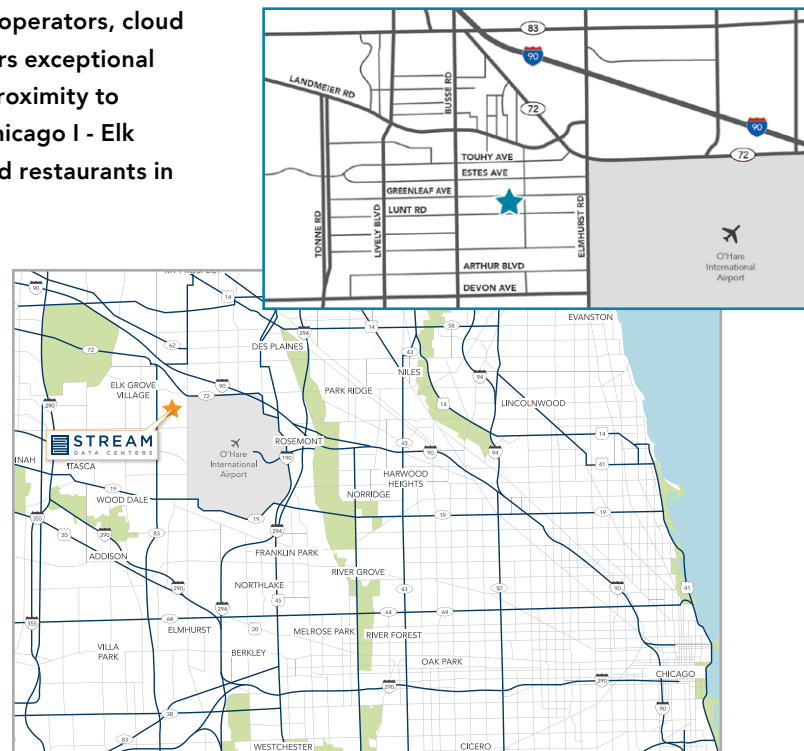 operators, cloud
rs exceptional
roximity to
hicago I - Elk
d restaurants in
83
90
LANDMEIER RD
BUSSE RD
72
90
TOUHY AVE
72
ESTES AVE
GREENLEAF AVE
LUNT RD
TONNE RD
LIVELY BLVD
ELMHURST RD
O'Hare
International
Airport
ARTHUR BLVD
DEVON AVE
90
14
EVANSTON
14
58
294
62
DES PLAINES
72
43
NILES
94
90
ELK GROVE
VILLAGE
72
PARK RIDGE
290
14
LINCOLNWOOD
STREAM
DATA CENTERS
ROSEMONT
O'Hare
International
Airport
190
43
90
94
14
41
ITASCA
HARWOOD
HEIGHTS
NORRIDGE
19
WOOD DALE
355
19
19
19
20
290
83
294
ADDISON
FRANKLIN PARK
RIVER GROVE
290
NORTHLAKE
43
50
90
41
45
294
355
64
64
64
ELMHURST
20
MELROSE PARK
RIVER FOREST
VILLA
PARK
BERKLEY
OAK PARK
CHICAGO
290
290
90
38
83
WESTCHESTER
CICERO